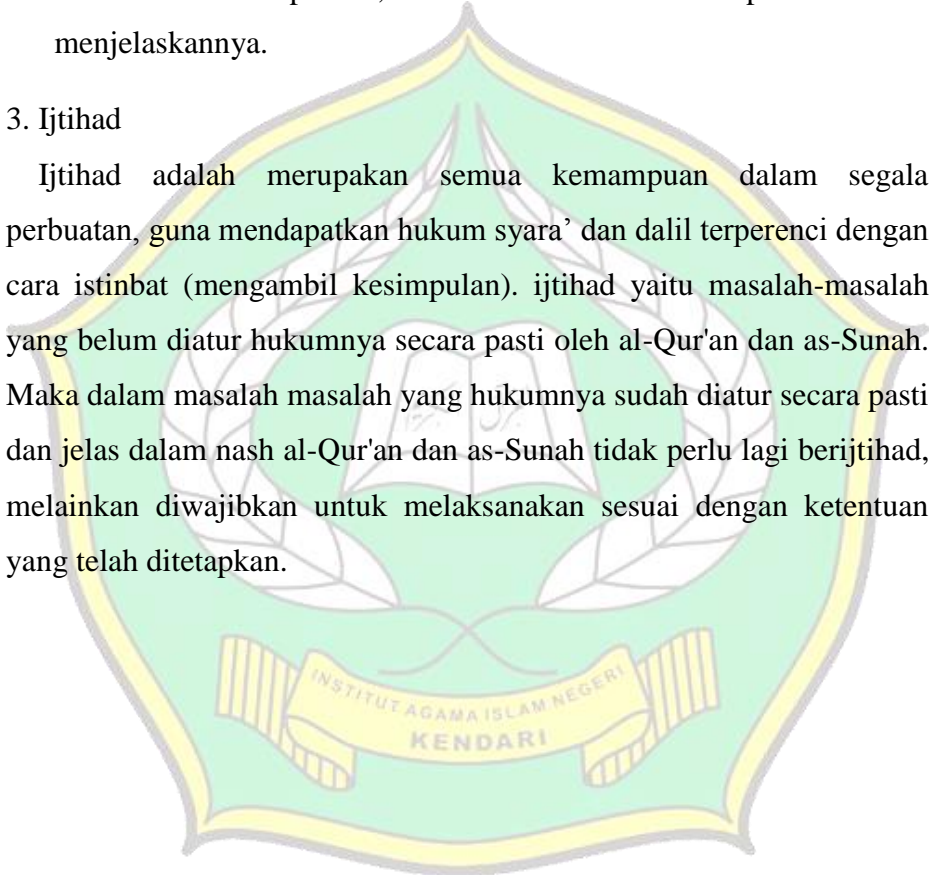 menjelaskannya.
3. Ijtihad
Ijtihad adalah merupakan semua kemampuan dalam segala
perbuatan, guna mendapatkan hukum syara’ dan dalil terperenci dengan
cara istinbat (mengambil kesimpulan). ijtihad yaitu masalah-masalah
yang belum diatur hukumnya secara pasti oleh al-Qur'an dan as-Sunah.
Maka dalam masalah masalah yang hukumnya sudah diatur secara pasti
dan jelas dalam nash al-Qur'an dan as-Sunah tidak perlu lagi berijtihad,
melainkan diwajibkan untuk melaksanakan sesuai dengan ketentuan
yang telah ditetapkan.
INSTITUT AGAMA ISLAM NEGERI
KENDARI